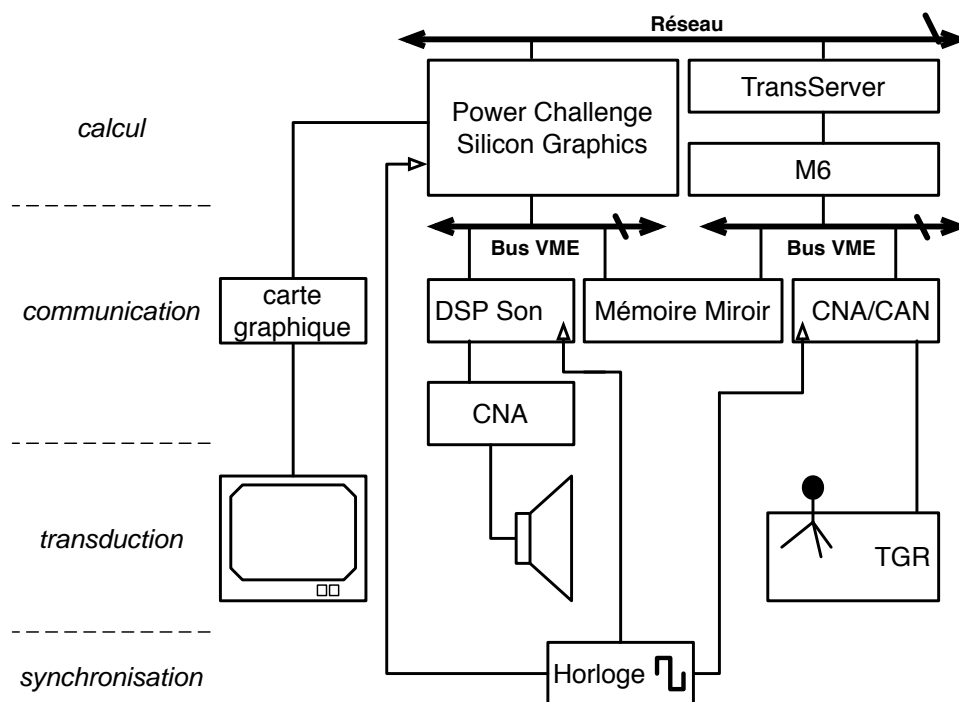 Réseau
calcul
Power Challenge
Silicon Graphics
TransServer
M6
Bus VME
Bus VME
communication
carte
graphique
DSP Son
Mémoire Miroir
CNA/CAN
CNA
transduction
TGR
synchronisation
Horloge